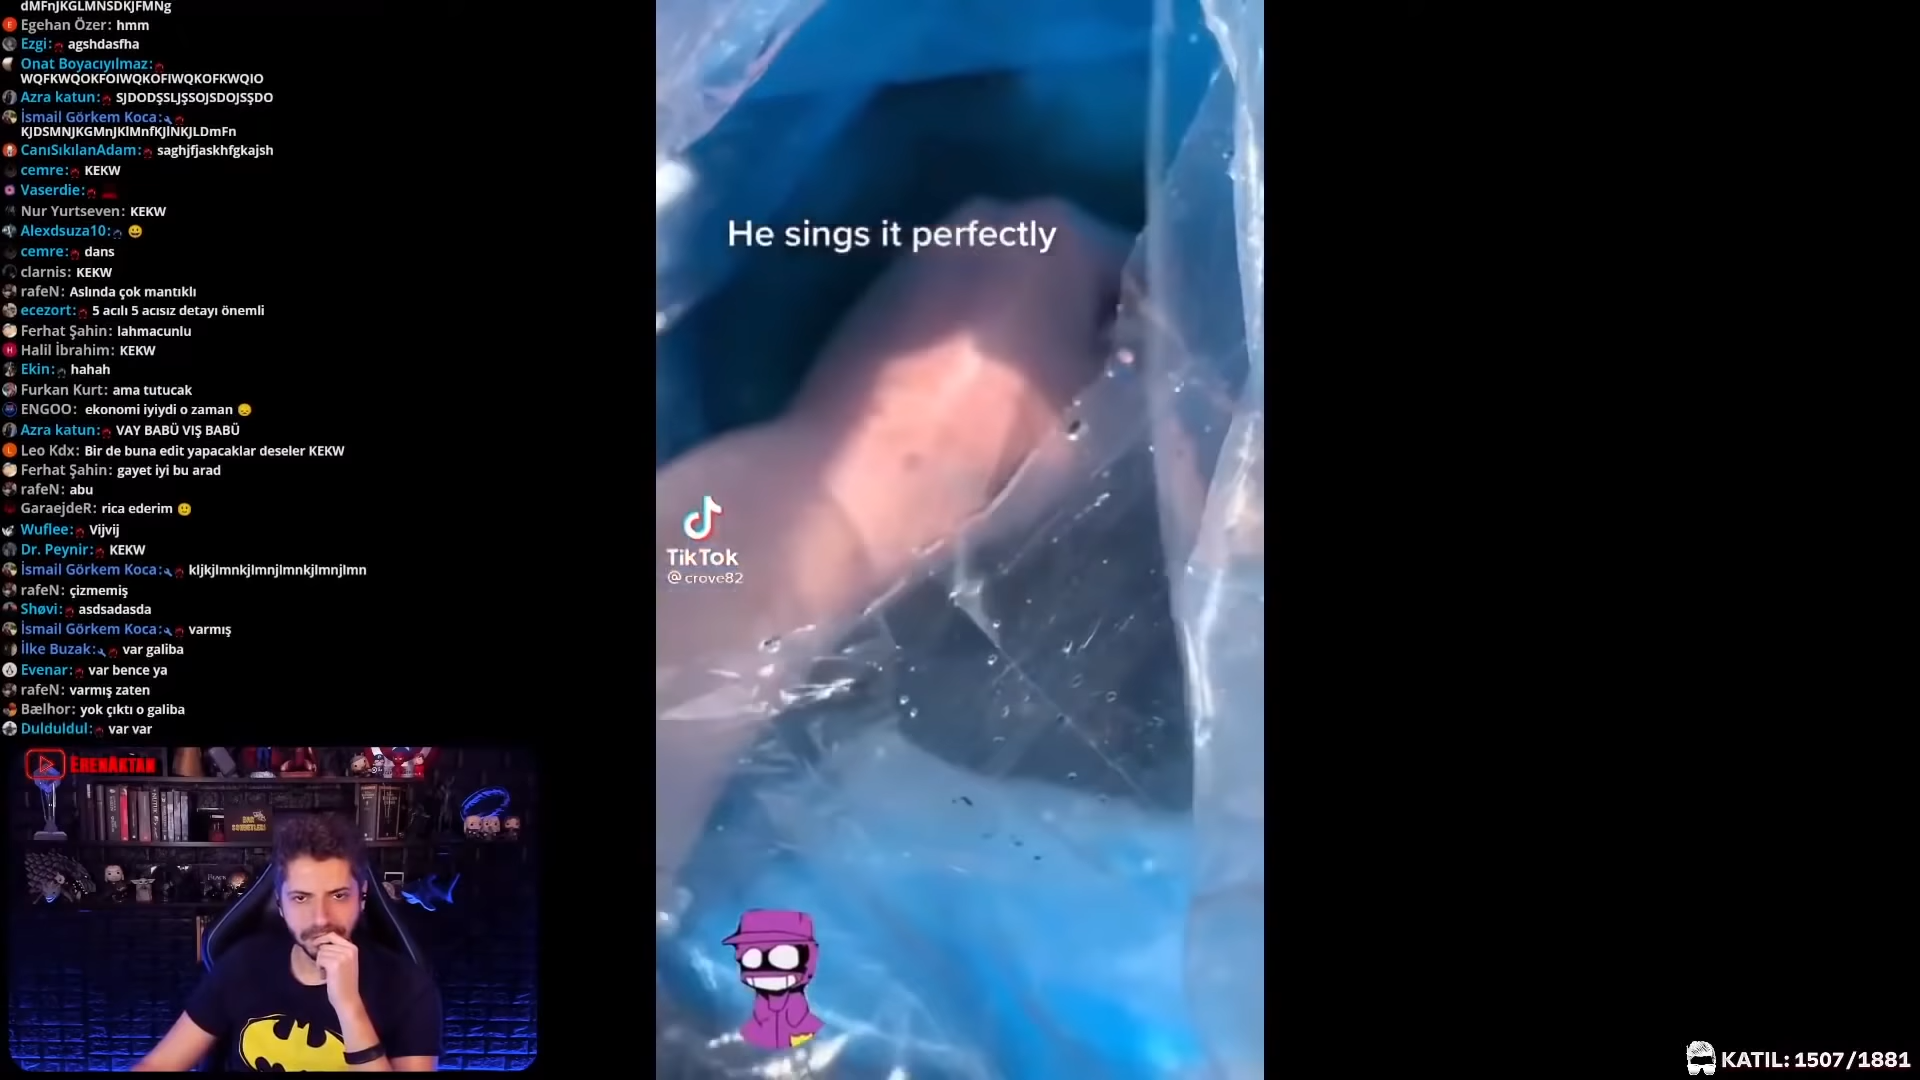 dMFnJKGLMNSDKJFMNg
Egehan Özer: hmm
Ezgi: agshdasfha
Onat Boyacıyılmaz:
WQFKWQOKFOIWQKOFIWQKOFKWQIO
Azra katun: SJDODŞSLJŞSOJSDOJSŞDO
İsmail Görkem Koca:
KJDSMNJKGMnJKlMnfKJlNKJLDmFn
CanıSıkılanAdam: saghjfjaskhfgkajsh
cemre: KEKW
Vaserdie:
Nur Yurtseven: KEKW
Alexdsuza10: 😀
cemre: dans
clarnis: KEKW
rafeN: Aslında çok mantıklı
ecezort: 5 acılı 5 acısız detayı önemli
Ferhat Şahin: lahmacunlu
Halil İbrahim: KEKW
Ekin: hahah
Furkan Kurt: ama tutucak
ENGOO: ekonomi iyiydi o zaman 😞
Azra katun: VAY BABÜ VIŞ BABÜ
Leo Kdx: Bir de buna edit yapacaklar deseler KEKW
Ferhat Şahin: gayet iyi bu arad
rafeN: abu
GaraejdeR: rica ederim 🙂
Wuflee: Vijvij
Dr. Peynir: KEKW
İsmail Görkem Koca: kljkjlmnkjlmnjlmnkjlmnjlmn
rafeN: çizmemiş
Shøvi: asdsadasda
İsmail Görkem Koca: varmış
İlke Buzak: var galiba
Evenar: var bence ya
rafeN: varmış zaten
Bælhor: yok çıktı o galiba
Dulduldul: var var
ErenAktan
He sings it perfectly
TikTok
@crove82
KATIL: 1507/1881